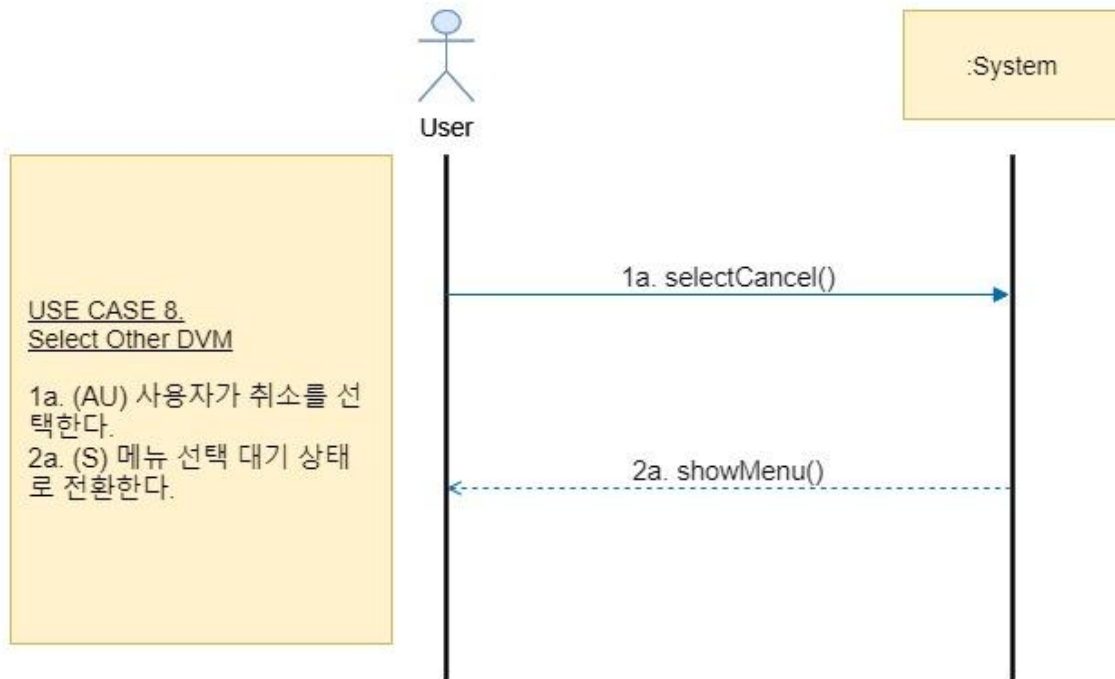 User
:System
USE CASE 8.
Select Other DVM
1a. (AU) 사용자가 취소를 선
택한다.
2a. (S) 메뉴 선택 대기 상태
로 전환한다.
1a. selectCancel()
2a. showMenu()